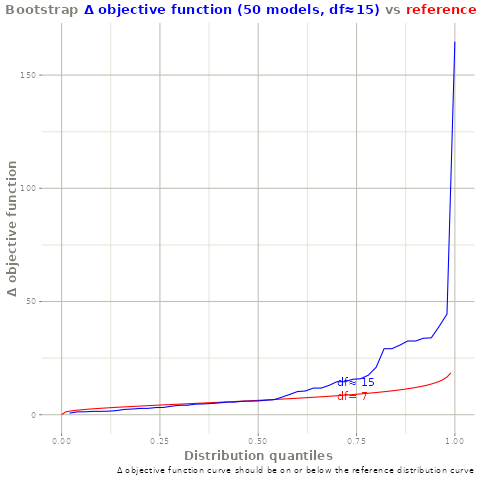 Bootstrap Δ objective function (50 models, df≈15) vs reference
Δ objective function
150
100
50
0
df≈ 15
df= 7
0.00 0.25 0.50 0.75 1.00
Distribution quantiles
Δ objective function curve should be on or below the reference distribution curve